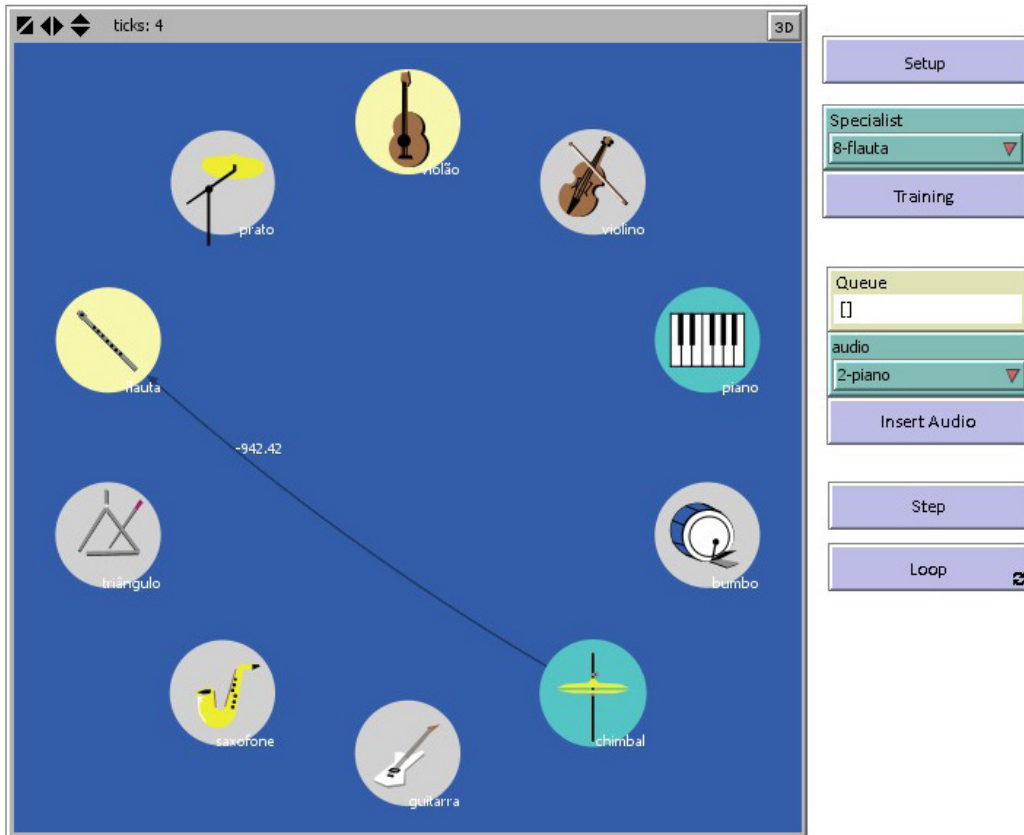 ticks: 4
3D
violão
violino
prato
piano
flauta
-942.42
bumbo
triângulo
chimbal
saxofone
guitarra
Setup
Specialist
8-flauta
Training
Queue
[]
audio
2-piano
Insert Audio
Step
Loop